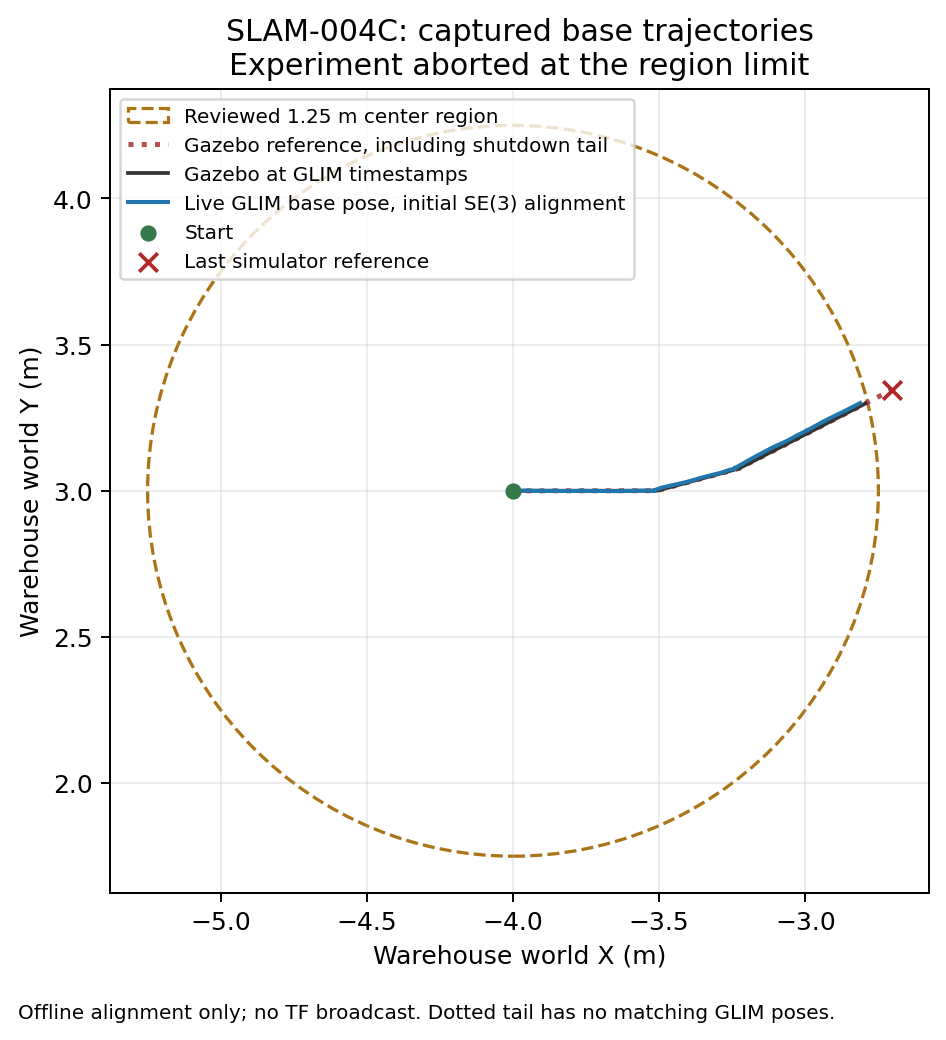 SLAM-004C: captured base trajectories
Experiment aborted at the region limit
Reviewed 1.25 m center region
Gazebo reference, including shutdown tail
Gazebo at GLIM timestamps
Live GLIM base pose, initial SE(3) alignment
Start
Last simulator reference
4.0
3.5
3.0
2.5
2.0
Warehouse world Y (m)
−5.0 −4.5 −4.0 −3.5 −3.0
Warehouse world X (m)
Offline alignment only; no TF broadcast. Dotted tail has no matching GLIM poses.